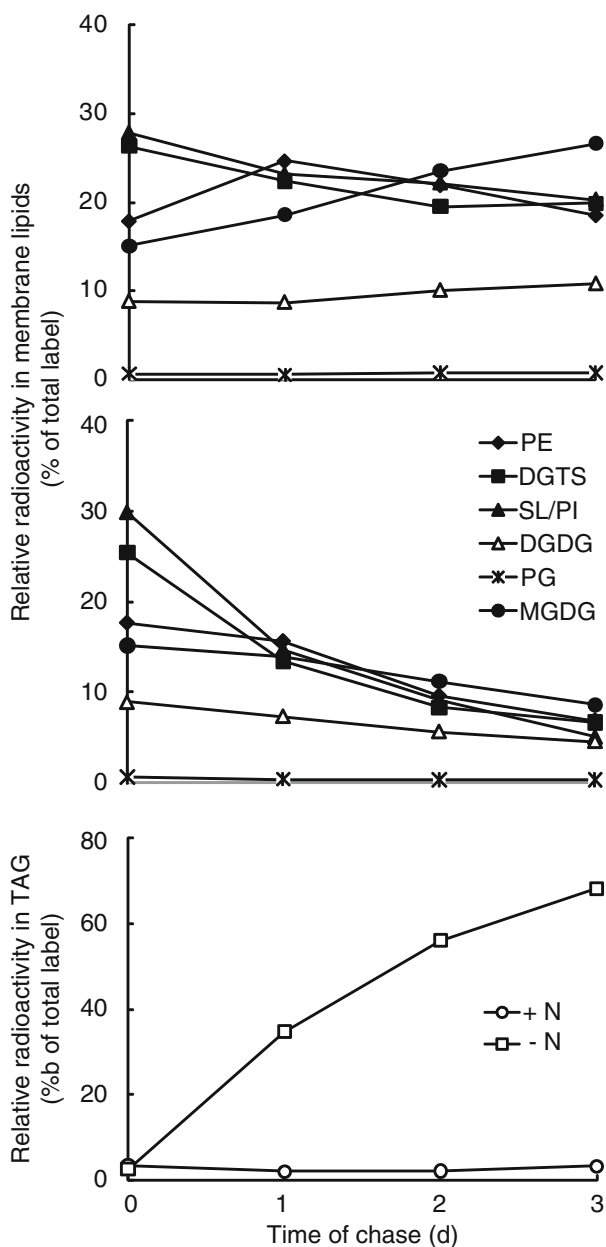 40
30
20
10
0
Relative radioactivity in membrane lipids
(% of total label)
40
30
20
10
0
PE
DGTS
SL/PI
DGDG
PG
MGDG
80
60
40
20
0
Relative radioactivity in TAG
(%b of total label)
+ N
- N
0 1 2 3
Time of chase (d)